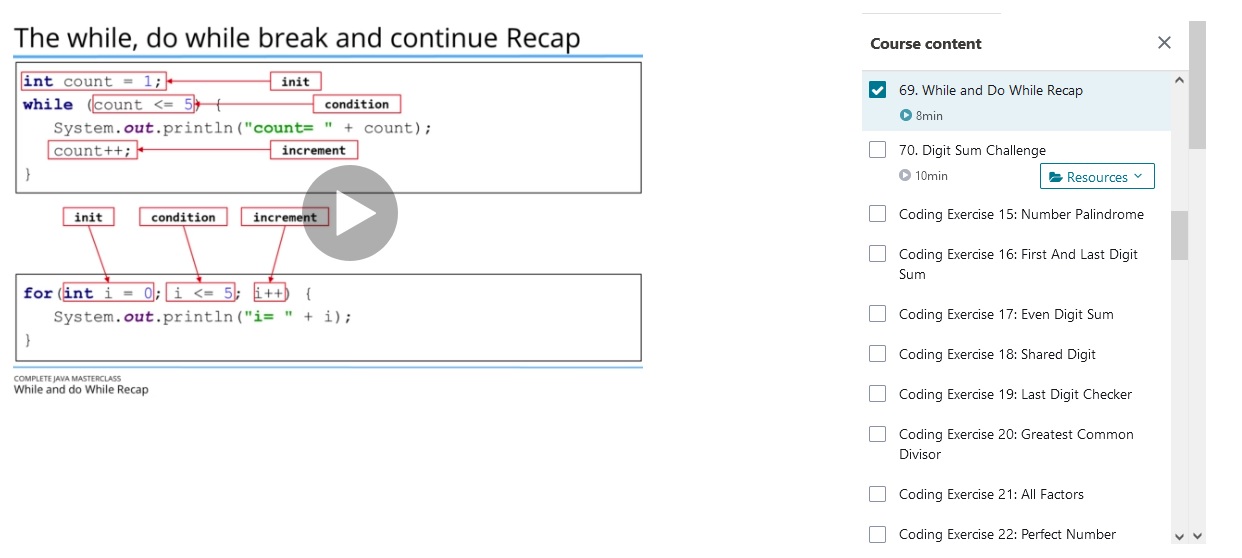 The while, do while break and continue Recap
int count = 1; init
while (count <= 5) { condition
System.out.println("count= " + count);
count++; increment
}
init condition increment
for(int i = 0; i <= 5; i++) {
System.out.println("i= " + i);
}
COMPLETE JAVA MASTERCLASS
While and do While Recap
Course content
69. While and Do While Recap
8min
70. Digit Sum Challenge
10min
Resources
Coding Exercise 15: Number Palindrome
Coding Exercise 16: First And Last Digit
Sum
Coding Exercise 17: Even Digit Sum
Coding Exercise 18: Shared Digit
Coding Exercise 19: Last Digit Checker
Coding Exercise 20: Greatest Common
Divisor
Coding Exercise 21: All Factors
Coding Exercise 22: Perfect Number